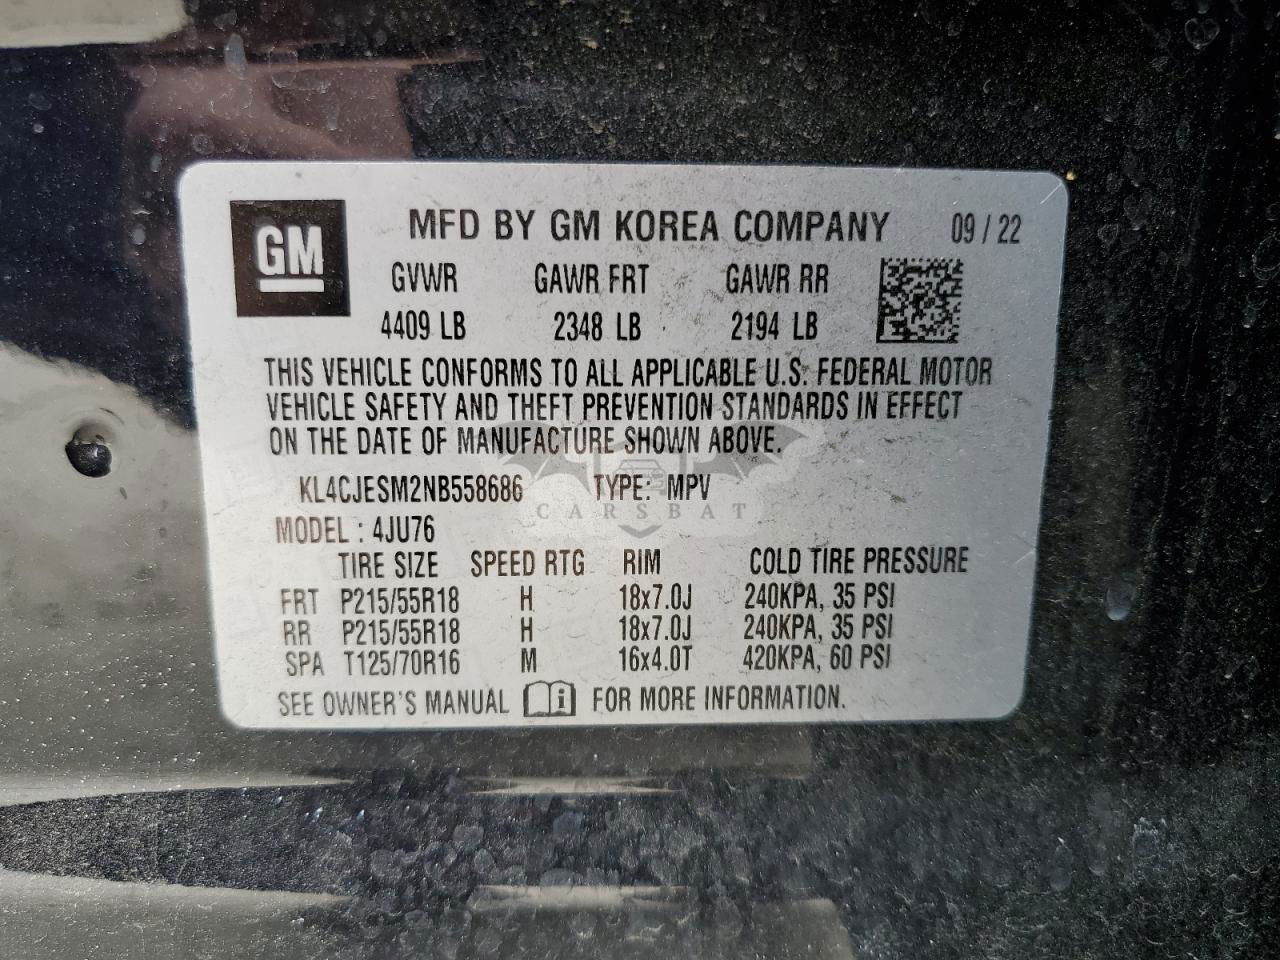 GM MFD BY GM KOREA COMPANY 09 / 22
GVWR GAWR FRT GAWR RR
4409 LB 2348 LB 2194 LB
THIS VEHICLE CONFORMS TO ALL APPLICABLE U.S. FEDERAL MOTOR
VEHICLE SAFETY AND THEFT PREVENTION STANDARDS IN EFFECT
ON THE DATE OF MANUFACTURE SHOWN ABOVE.
KL4CJESM2NB558686 TYPE: MPV
CARSBAT
MODEL : 4JU76
TIRE SIZE SPEED RTG RIM COLD TIRE PRESSURE
FRT P215/55R18 H 18x7.0J 240KPA, 35 PSI
RR P215/55R18 H 18x7.0J 240KPA, 35 PSI
SPA T125/70R16 M 16x4.0T 420KPA, 60 PSI
SEE OWNER'S MANUAL i FOR MORE INFORMATION.